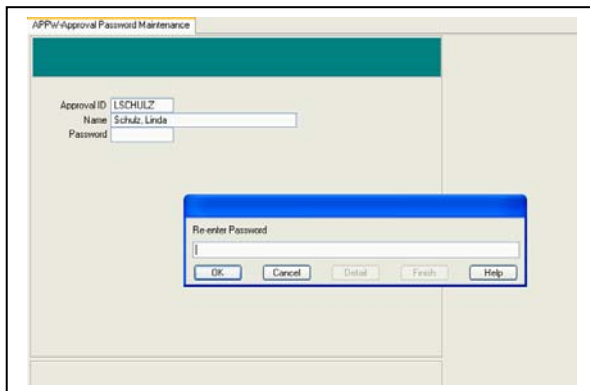 APPW-Approval Password Maintenance
Approval ID LSCHULZ
Name Schulz, Linda
Password
Re-enter Password
OK Cancel Detail Finish Help